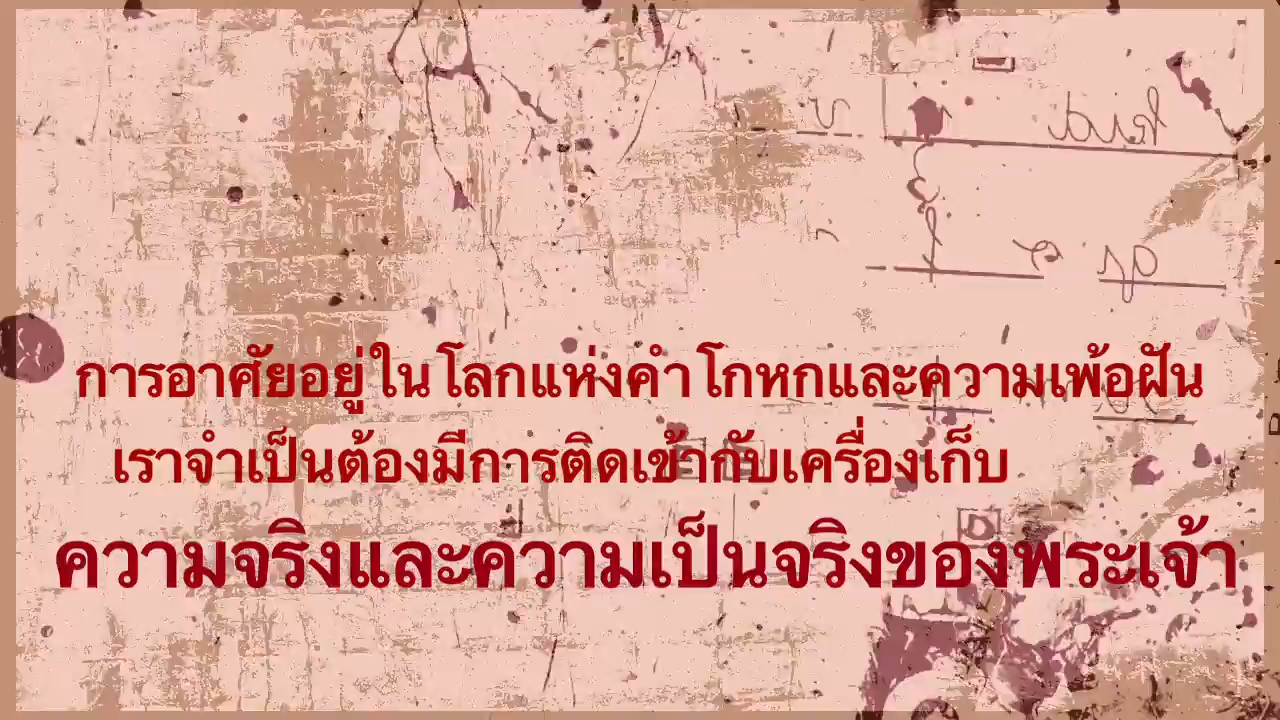 การอาศัยอยู่ในโลกแห่งคำโกหกและความเพ้อฝัน
เราจำเป็นต้องมีการติดเข้ากับเครื่องเก็บ
ความจริงและความเป็นจริงของพระเจ้า